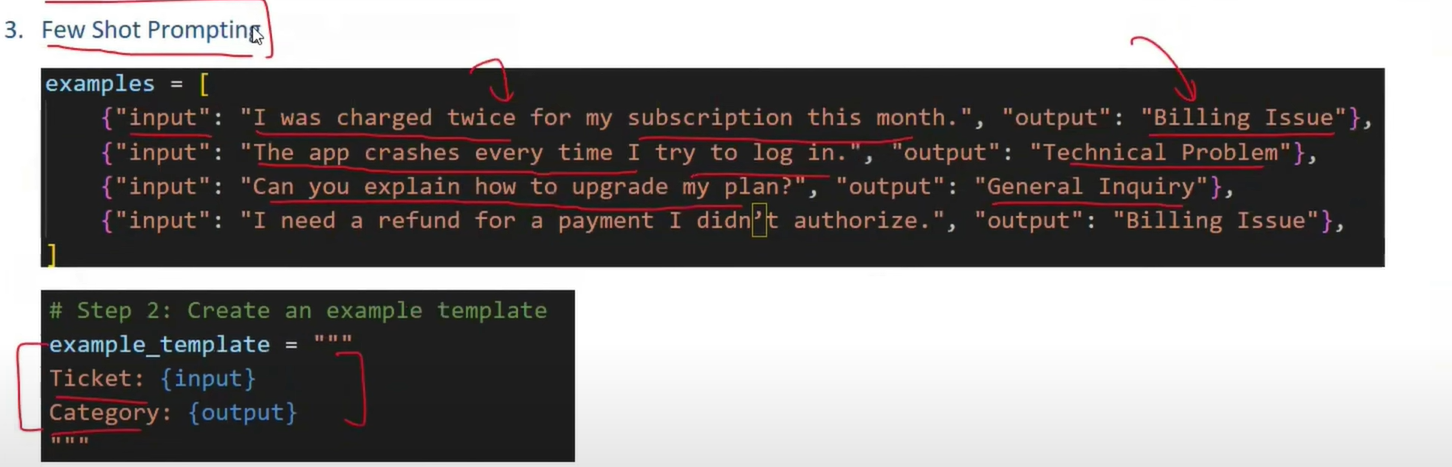 3. Few Shot Prompting
examples = [
{"input": "I was charged twice for my subscription this month.", "output": "Billing Issue"},
{"input": "The app crashes every time I try to log in.", "output": "Technical Problem"},
{"input": "Can you explain how to upgrade my plan?", "output": "General Inquiry"},
{"input": "I need a refund for a payment I didn’t authorize.", "output": "Billing Issue"},
]
# Step 2: Create an example template
example_template = """
Ticket: {input}
Category: {output}
"""